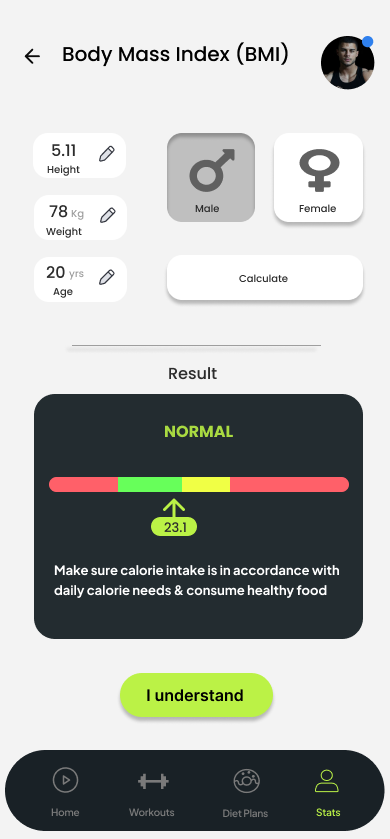 Body Mass Index (BMI)
5.11
Height
78 Kg
Weight
20 yrs
Age
Male
Female
Calculate
Result
NORMAL
23.1
Make sure calorie intake is in accordance with
daily calorie needs & consume healthy food
I understand
Home
Workouts
Diet Plans
Stats